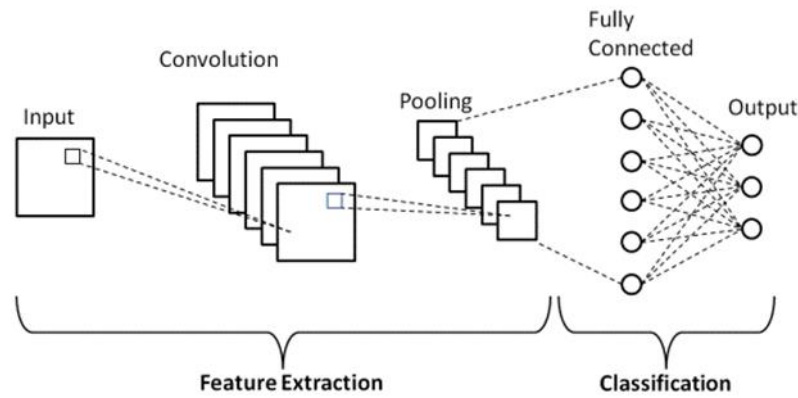 Input
Convolution
Pooling
Fully
Connected
Output
Feature Extraction
Classification